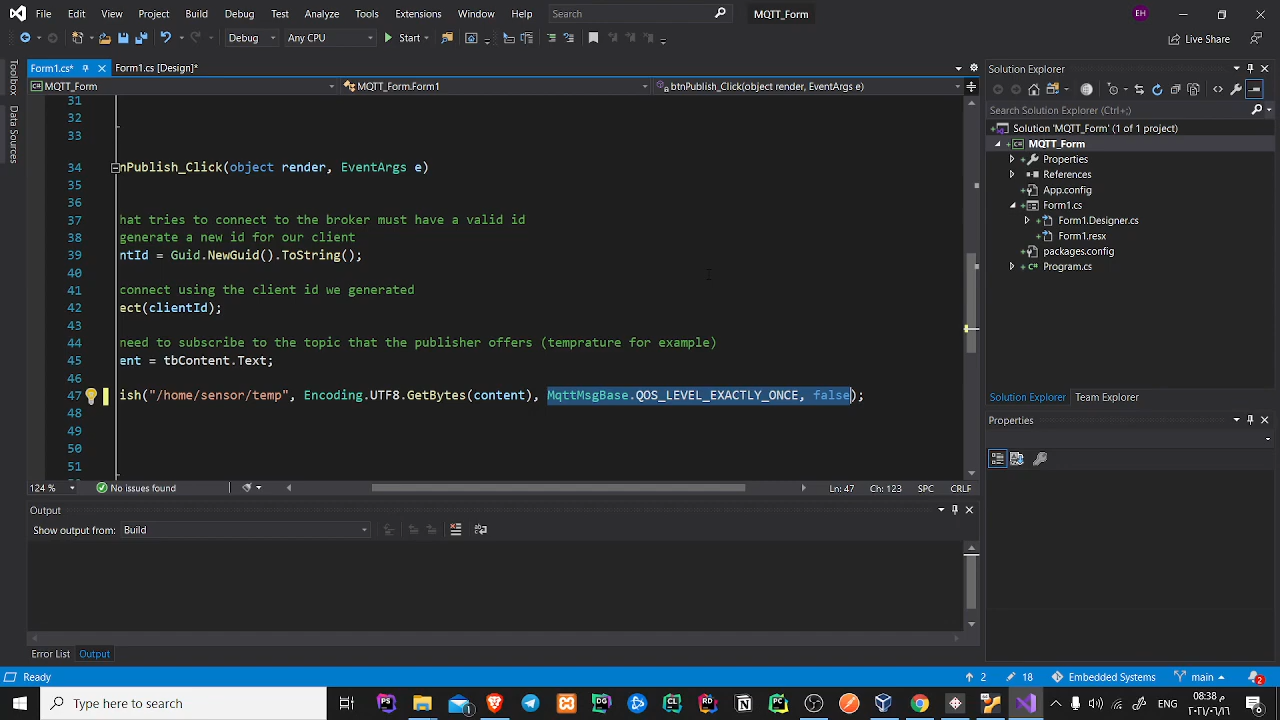 File Edit View Git Project Build Debug Test Analyze Tools Extensions Window Help Search MQTT_Form EH
Debug Any CPU Start Live Share
Form1.cs* Form1.cs [Design]*
MQTT_Form MQTT_Form.Form1 btnPublish_Click(object render, EventArgs e)
Toolbox
Data Sources
31
32
33
34 nPublish_Click(object render, EventArgs e)
35
36
37 hat tries to connect to the broker must have a valid id
38 generate a new id for our client
39 ntId = Guid.NewGuid().ToString();
40
41 connect using the client id we generated
42 ect(clientId);
43
44 need to subscribe to the topic that the publisher offers (temprature for example)
45 ent = tbContent.Text;
46
47 ish("/home/sensor/temp", Encoding.UTF8.GetBytes(content), MqttMsgBase.QOS_LEVEL_EXACTLY_ONCE, false);
48
49
50
51
124 % No issues found Ln: 47 Ch: 123 SPC CRLF
Output
Show output from: Build
Error List Output
Solution Explorer
Search Solution Explorer (Ctrl+;)
Solution 'MQTT_Form' (1 of 1 project)
MQTT_Form
Properties
References
App.config
Form1.cs
Form1.Designer.cs
Form1.resx
packages.config
Program.cs
Solution Explorer Team Explorer
Properties
Ready 2 18 Embedded Systems main
Type here to search
08:38